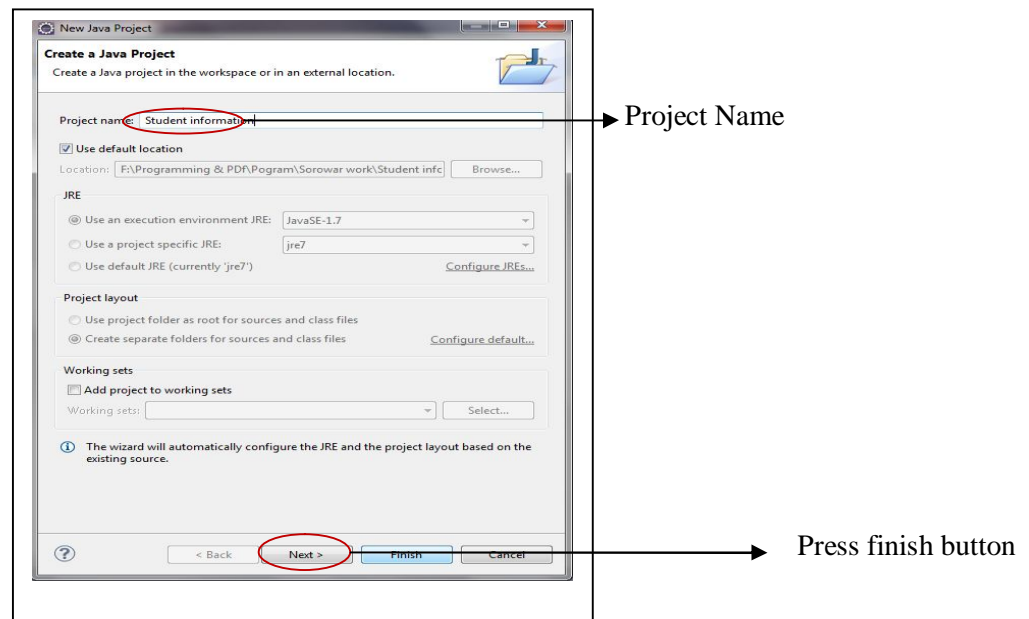 New Java Project
Create a Java Project
Create a Java project in the workspace or in an external location.
Project name: Student information
Project Name
Use default location
Location: F:\Programming & PDf\Pogram\Sorowar work\Student infc Browse...
JRE
Use an execution environment JRE: JavaSE-1.7
Use a project specific JRE: jre7
Use default JRE (currently 'jre7') Configure JREs...
Project layout
Use project folder as root for sources and class files
Create separate folders for sources and class files Configure default...
Working sets
Add project to working sets
Working sets: Select...
The wizard will automatically configure the JRE and the project layout based on the
existing source.
? < Back Next > Finish Cancel
Press finish button